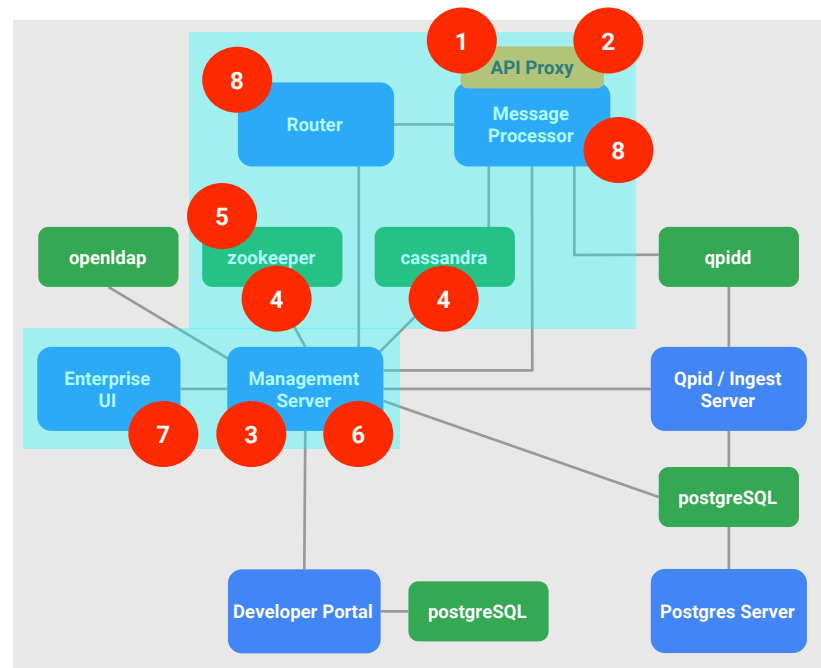 1
2
API Proxy
8
Router
Message
Processor
8
5
openldap
zookeeper
cassandra
qpidd
4
4
Enterprise
UI
Management
Server
Qpid / Ingest
Server
7
3
6
postgreSQL
Developer Portal
postgreSQL
Postgres Server